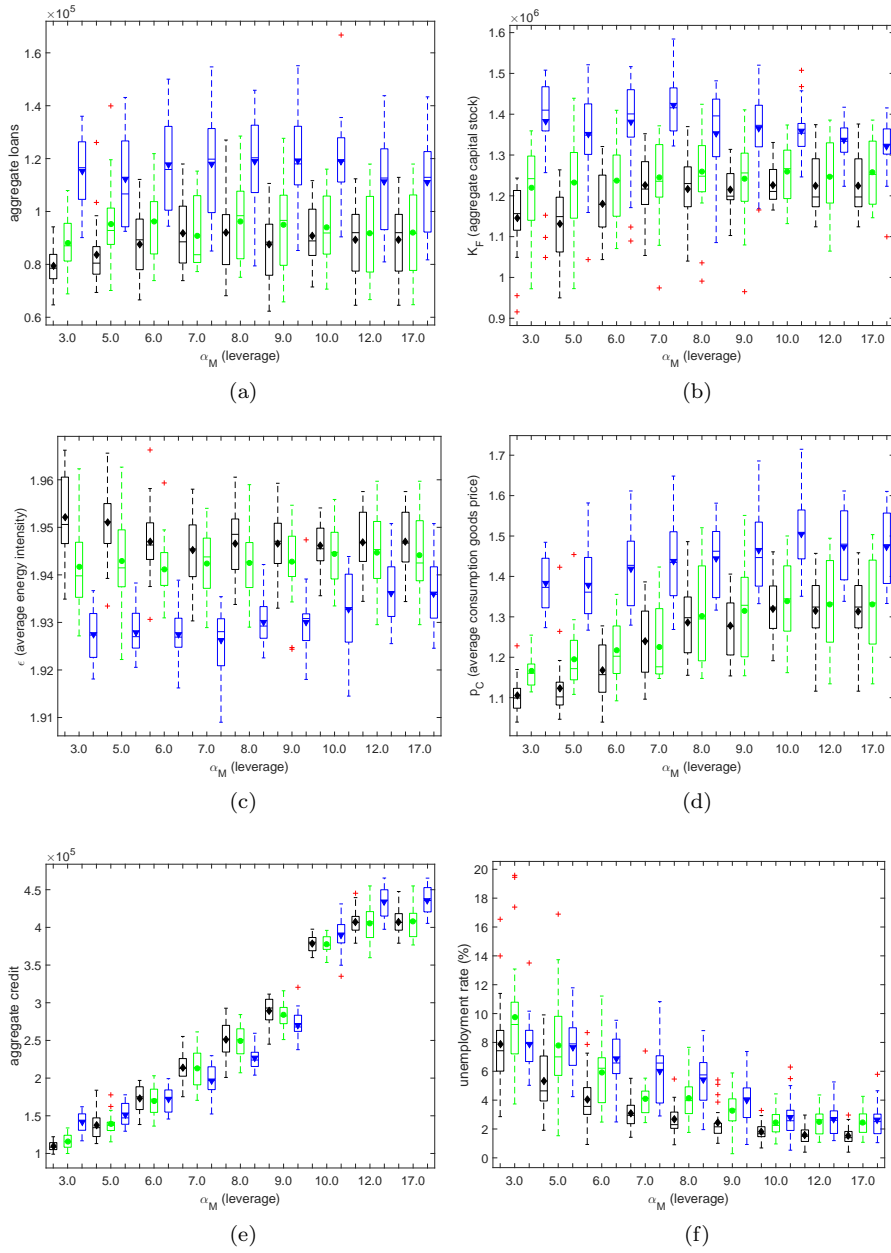 ×10^5
1.6
1.4
1.2
1
0.8
0.6
aggregate loans
3.0 5.0 6.0 7.0 8.0 9.0 10.0 12.0 17.0
α_M (leverage)
(a)
×10^6
1.6
1.5
1.4
1.3
1.2
1.1
1
0.9
K_F (aggregate capital stock)
3.0 5.0 6.0 7.0 8.0 9.0 10.0 12.0 17.0
α_M (leverage)
(b)
1.96
1.95
1.94
1.93
1.92
1.91
ϵ (average energy intensity)
3.0 5.0 6.0 7.0 8.0 9.0 10.0 12.0 17.0
α_M (leverage)
(c)
1.7
1.6
1.5
1.4
1.3
1.2
1.1
p_C (average consumption goods price)
3.0 5.0 6.0 7.0 8.0 9.0 10.0 12.0 17.0
α_M (leverage)
(d)
×10^5
4.5
4
3.5
3
2.5
2
1.5
1
aggregate credit
3.0 5.0 6.0 7.0 8.0 9.0 10.0 12.0 17.0
α_M (leverage)
(e)
20
18
16
14
12
10
8
6
4
2
0
unemployment rate (%)
3.0 5.0 6.0 7.0 8.0 9.0 10.0 12.0 17.0
α_M (leverage)
(f)